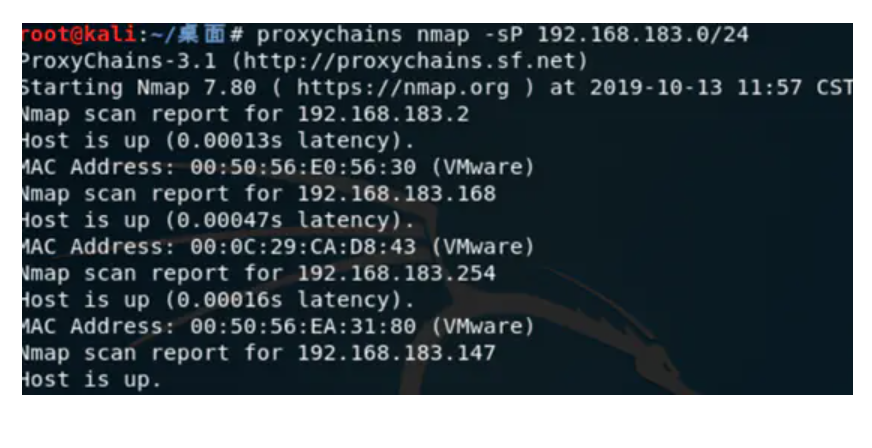 root@kali:~/桌面# proxychains nmap -sP 192.168.183.0/24
ProxyChains-3.1 (http://proxychains.sf.net)
Starting Nmap 7.80 ( https://nmap.org ) at 2019-10-13 11:57 CST
Nmap scan report for 192.168.183.2
Host is up (0.00013s latency).
MAC Address: 00:50:56:E0:56:30 (VMware)
Nmap scan report for 192.168.183.168
Host is up (0.00047s latency).
MAC Address: 00:0C:29:CA:D8:43 (VMware)
Nmap scan report for 192.168.183.254
Host is up (0.00016s latency).
MAC Address: 00:50:56:EA:31:80 (VMware)
Nmap scan report for 192.168.183.147
Host is up.